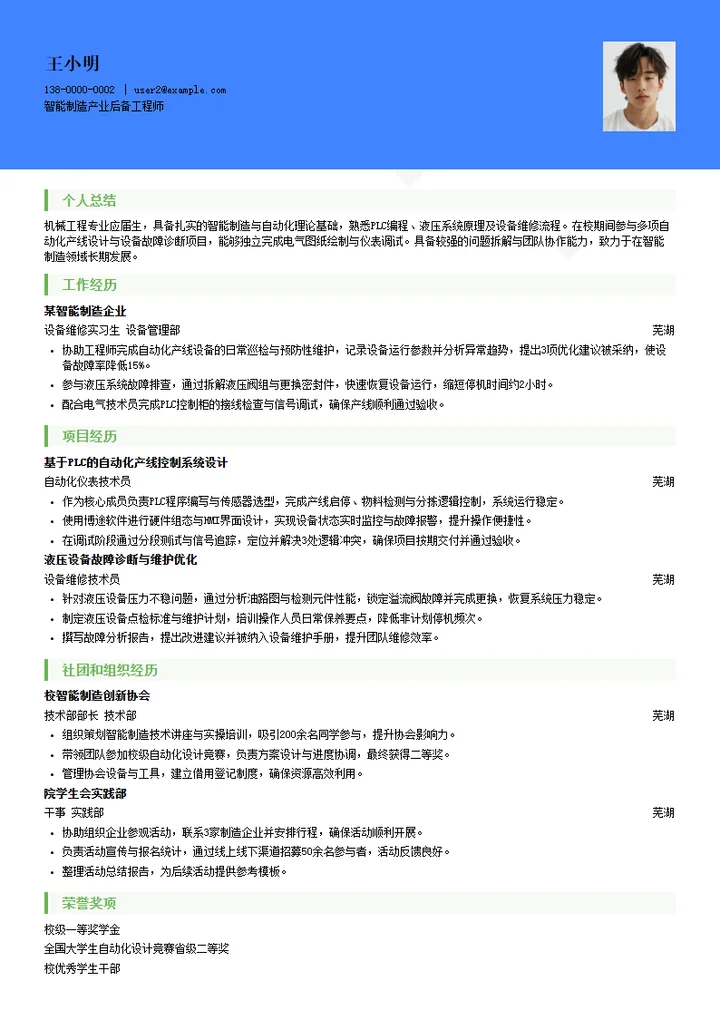 王小明
138-0000-0002 | user2@example.com
智能制造产业后备工程师
个人总结
机械工程专业应届生，具备扎实的智能制造与自动化理论基础，熟悉PLC编程、液压系统原理及设备维修流程。在校期间参与多项自
动化产线设计与设备故障诊断项目，能够独立完成电气图纸绘制与仪表调试。具备较强的问题拆解与团队协作能力，致力于在智能
制造领域长期发展。
工作经历
某智能制造企业
设备维修实习生 设备管理部 芜湖
• 协助工程师完成自动化产线设备的日常巡检与预防性维护，记录设备运行参数并分析异常趋势，提出3项优化建议被采纳，使设
备故障率降低15%。
• 参与液压系统故障排查，通过拆解液压阀组与更换密封件，快速恢复设备运行，缩短停机时间约2小时。
• 配合电气技术员完成PLC控制柜的接线检查与信号调试，确保产线顺利通过验收。
项目经历
基于PLC的自动化产线控制系统设计
自动化仪表技术员 芜湖
• 作为核心成员负责PLC程序编写与传感器选型，完成产线启停、物料检测与分拣逻辑控制，系统运行稳定。
• 使用博途软件进行硬件组态与HMI界面设计，实现设备状态实时监控与故障报警，提升操作便捷性。
• 在调试阶段通过分段测试与信号追踪，定位并解决3处逻辑冲突，确保项目按期交付并通过验收。
液压设备故障诊断与维护优化
设备维修技术员 芜湖
• 针对液压设备压力不稳问题，通过分析油路图与检测元件性能，锁定溢流阀故障并完成更换，恢复系统压力稳定。
• 制定液压设备点检标准与维护计划，培训操作人员日常保养要点，降低非计划停机频次。
• 撰写故障分析报告，提出改进建议并被纳入设备维护手册，提升团队维修效率。
社团和组织经历
校智能制造创新协会
技术部部长 技术部 芜湖
• 组织策划智能制造技术讲座与实操培训，吸引200余名同学参与，提升协会影响力。
• 带领团队参加校级自动化设计竞赛，负责方案设计与进度协调，最终获得二等奖。
• 管理协会设备与工具，建立借用登记制度，确保资源高效利用。
院学生会实践部
干事 实践部 芜湖
• 协助组织企业参观活动，联系3家制造企业并安排行程，确保活动顺利开展。
• 负责活动宣传与报名统计，通过线上线下渠道招募50余名参与者，活动反馈良好。
• 整理活动总结报告，为后续活动提供参考模板。
荣誉奖项
校级一等奖学金
全国大学生自动化设计竞赛省级二等奖
校优秀学生干部